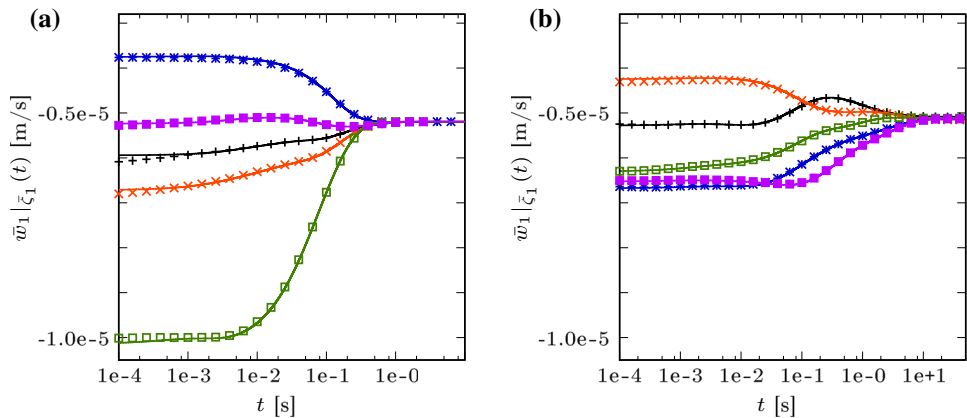 (a)
w̄₁|ξ̄₁ (t) [m/s]
-0.5e-5
-1.0e-5
1e-4 1e-3 1e-2 1e-1 1e-0
t [s]
(b)
w̄₁|ξ̄₁ (t) [m/s]
-0.5e-5
-1.0e-5
1e-4 1e-3 1e-2 1e-1 1e-0 1e+1
t [s]